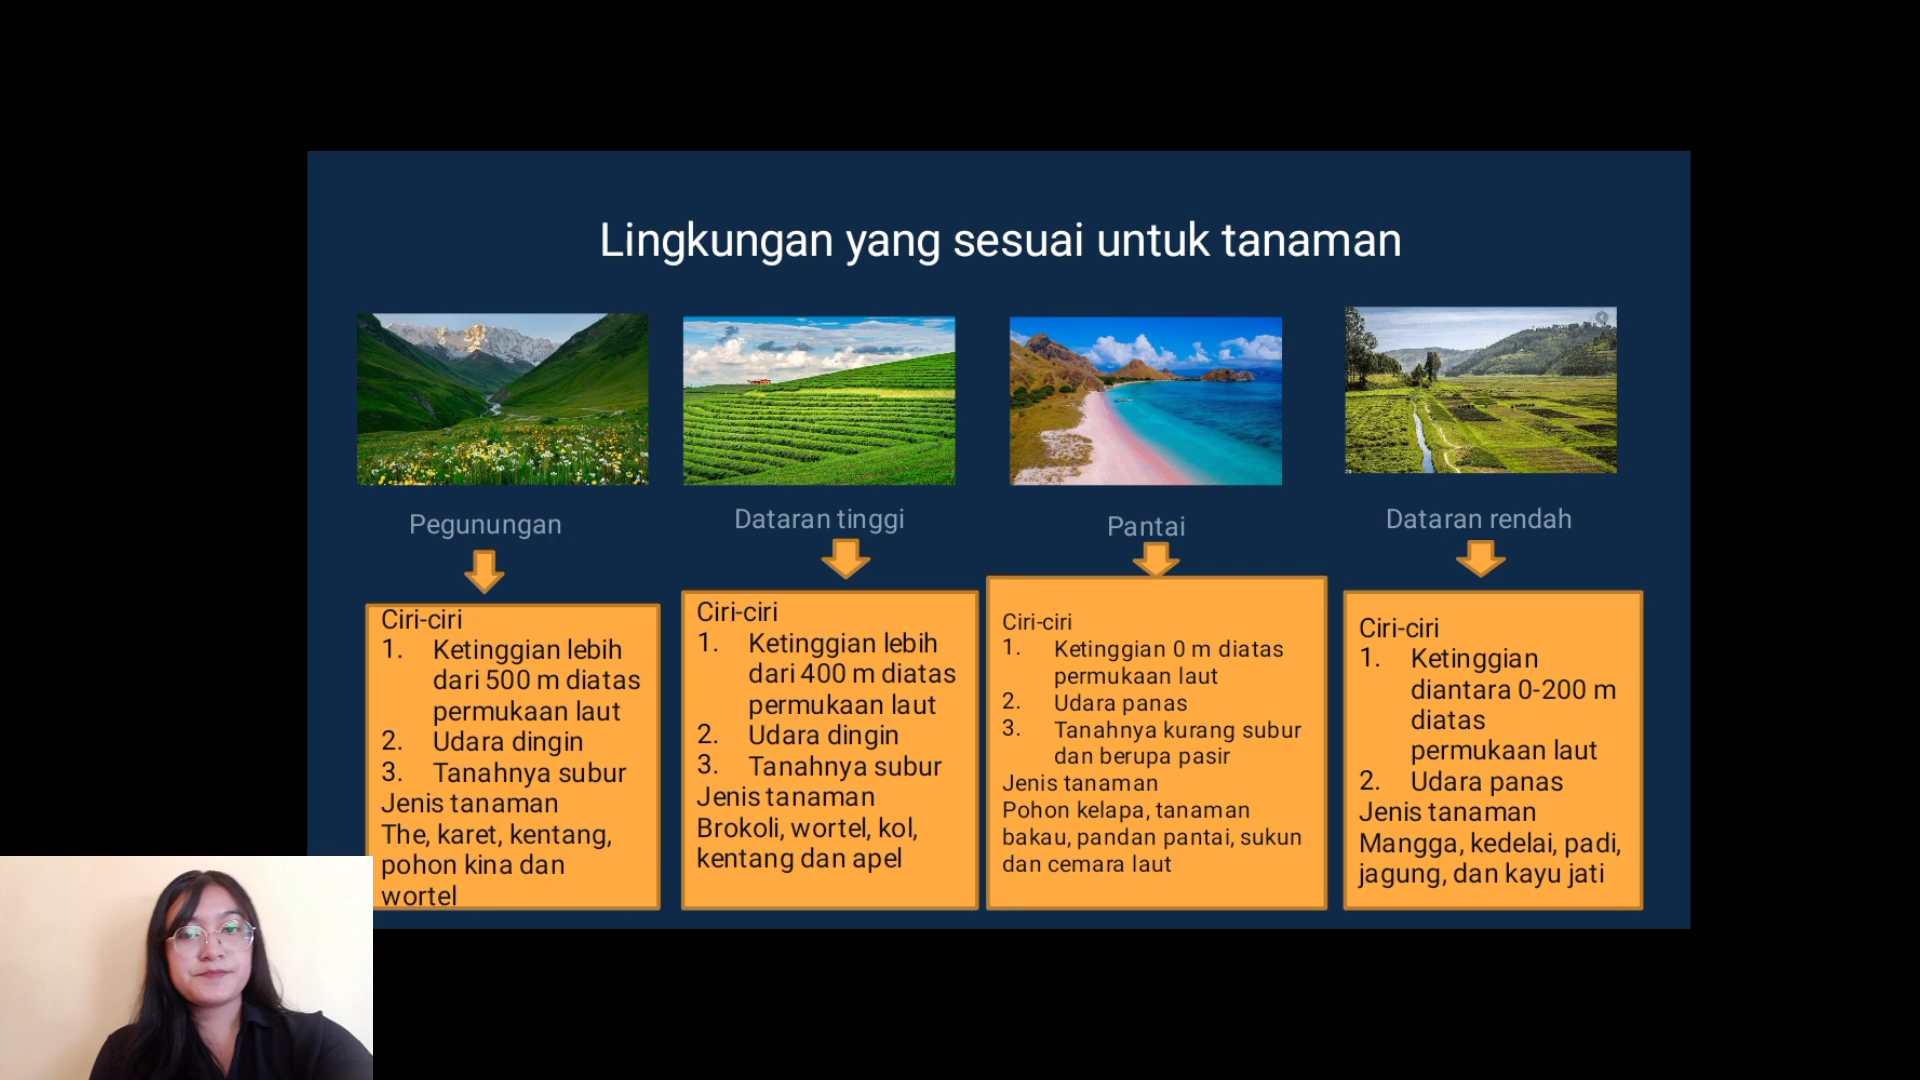 Lingkungan yang sesuai untuk tanaman
Pegunungan
Ciri-ciri
1. Ketinggian lebih
dari 500 m diatas
permukaan laut
2. Udara dingin
3. Tanahnya subur
Jenis tanaman
The, karet, kentang,
pohon kina dan
wortel
Dataran tinggi
Ciri-ciri
1. Ketinggian lebih
dari 400 m diatas
permukaan laut
2. Udara dingin
3. Tanahnya subur
Jenis tanaman
Brokoli, wortel, kol,
kentang dan apel
Pantai
Ciri-ciri
1. Ketinggian 0 m diatas
permukaan laut
2. Udara panas
3. Tanahnya kurang subur
dan berupa pasir
Jenis tanaman
Pohon kelapa, tanaman
bakau, pandan pantai, sukun
dan cemara laut
Dataran rendah
Ciri-ciri
1. Ketinggian
diantara 0-200 m
diatas
permukaan laut
2. Udara panas
Jenis tanaman
Mangga, kedelai, padi,
jagung, dan kayu jati